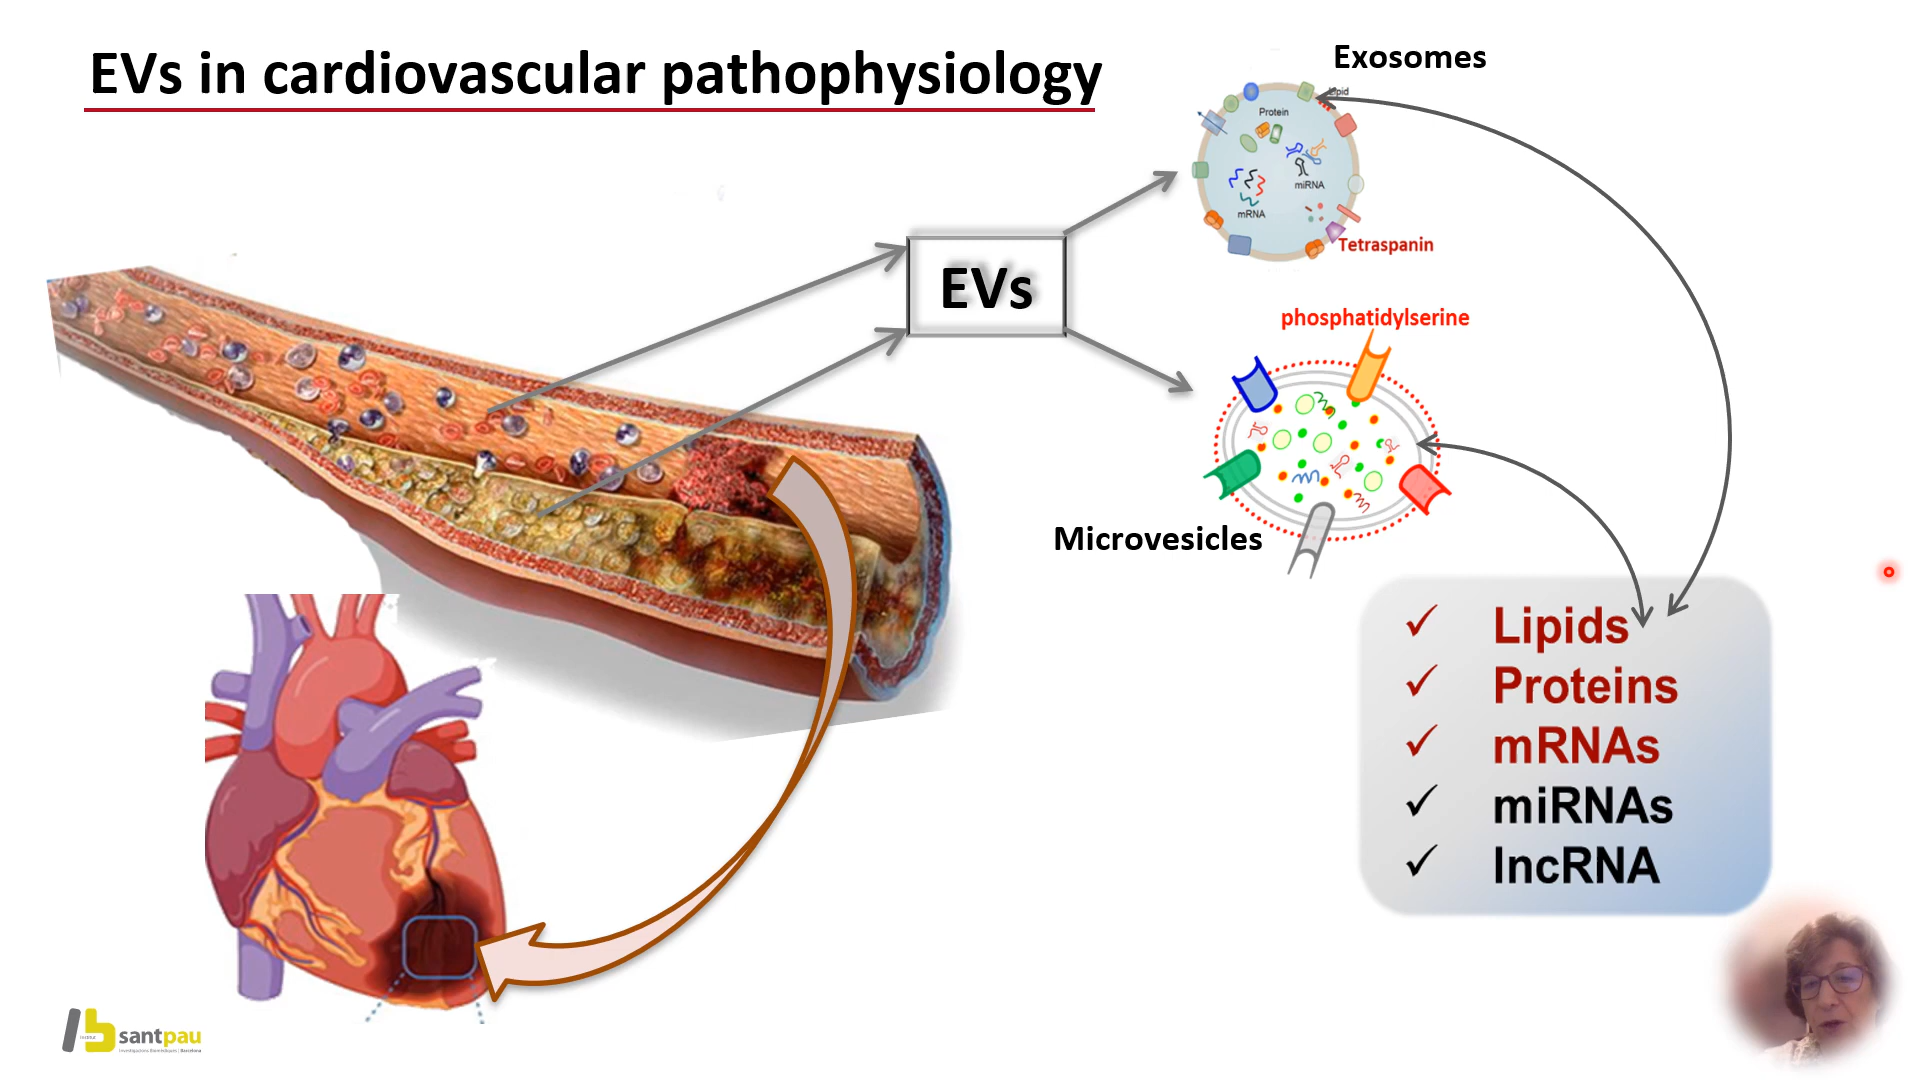 EVs in cardiovascular pathophysiology
Exosomes
Lipid
Protein
miRNA
mRNA
Tetraspanin
EVs
phosphatidylserine
Microvesicles
✓ Lipids
✓ Proteins
✓ mRNAs
✓ miRNAs
✓ lncRNA
santpau